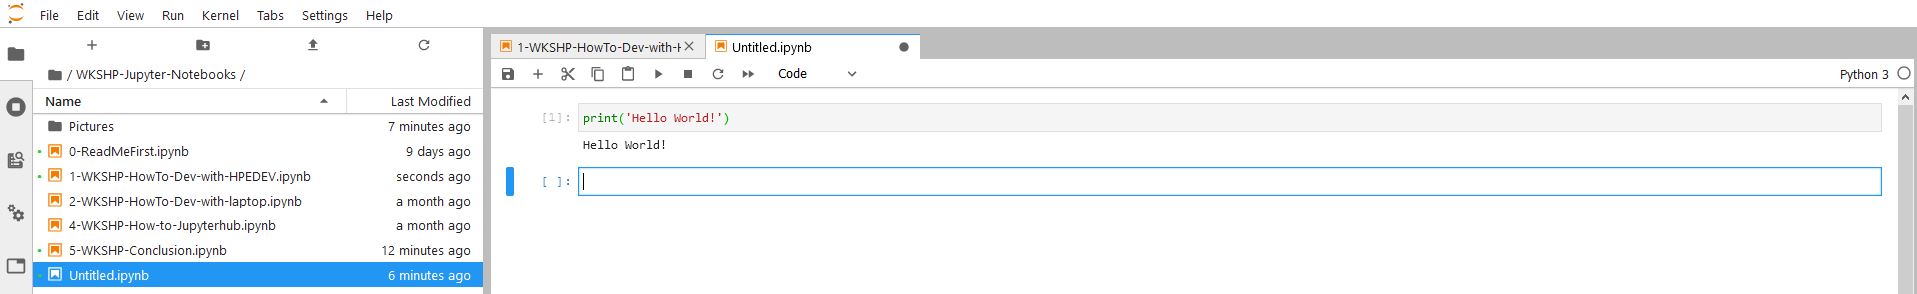 File Edit View Run Kernel Tabs Settings Help
/ WKSHP-Jupyter-Notebooks /
Name Last Modified
Pictures 7 minutes ago
0-ReadMeFirst.ipynb 9 days ago
1-WKSHP-HowTo-Dev-with-HPEDEV.ipynb seconds ago
2-WKSHP-HowTo-Dev-with-laptop.ipynb a month ago
4-WKSHP-How-to-Jupyterhub.ipynb a month ago
5-WKSHP-Conclusion.ipynb 12 minutes ago
Untitled.ipynb 6 minutes ago
1-WKSHP-HowTo-Dev-with-H Untitled.ipynb
Code Python 3
[1]: print('Hello World!')
Hello World!
[ ]: